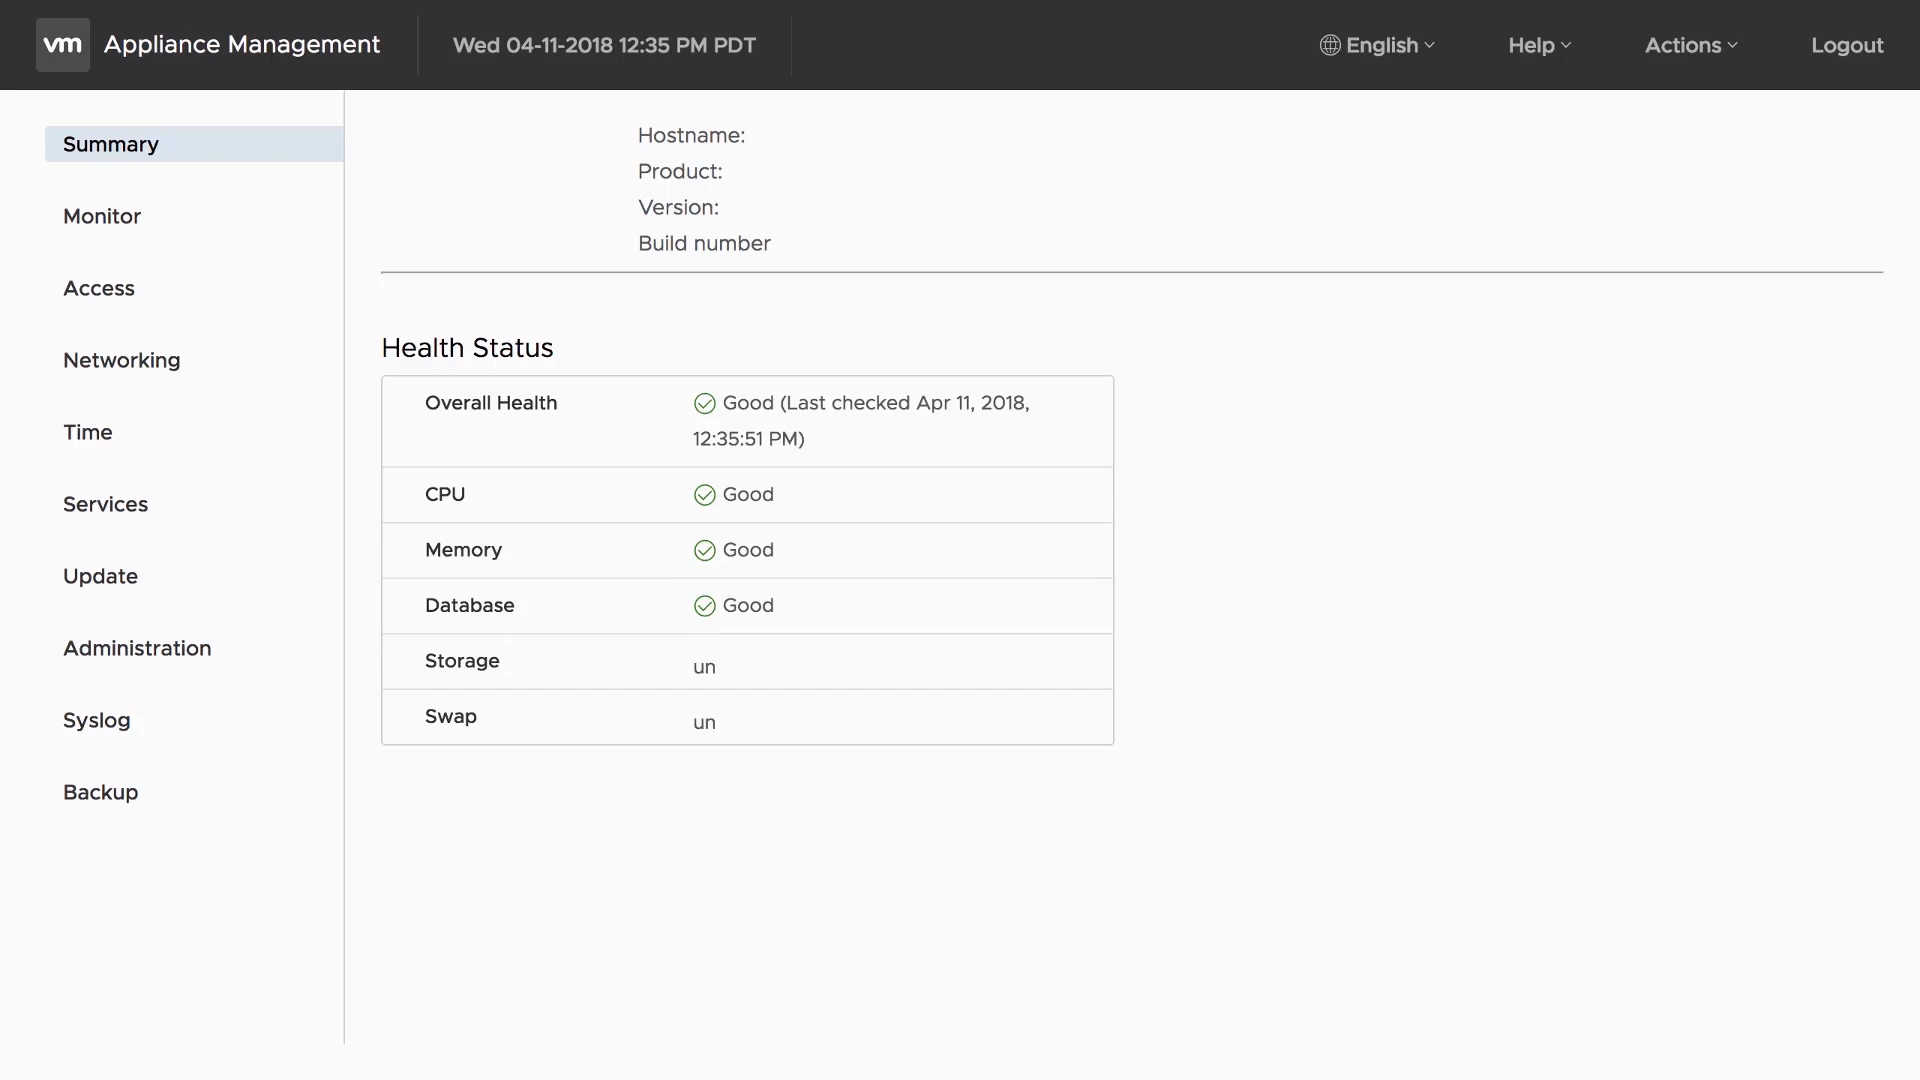 vm Appliance Management Wed 04-11-2018 12:35 PM PDT English Help Actions Logout
Summary
Monitor
Access
Networking
Time
Services
Update
Administration
Syslog
Backup
Hostname:
Product:
Version:
Build number
Health Status
Overall Health Good (Last checked Apr 11, 2018,
12:35:51 PM)
CPU Good
Memory Good
Database Good
Storage un
Swap un